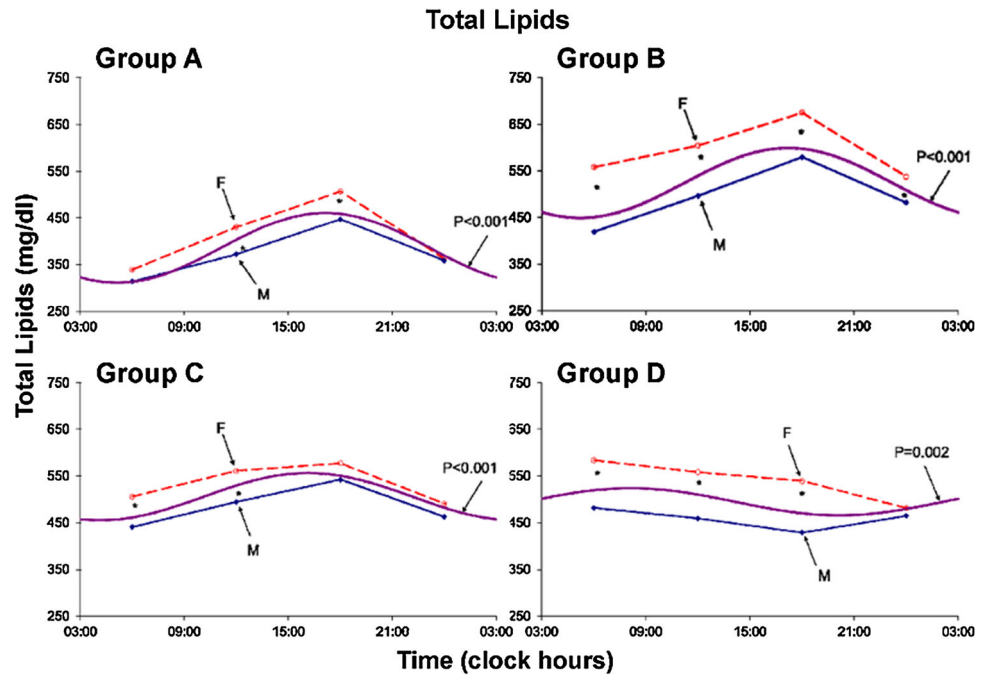 Total Lipids
Group A
Group B
750
650
550
450
350
250
F
M
P<0.001
03:00 09:00 15:00 21:00 03:00
750
650
550
450
350
250
F
M
P<0.001
03:00 09:00 15:00 21:00 03:00
Total Lipids (mg/dl)
Group C
Group D
750
650
550
450
350
250
F
M
P<0.001
03:00 09:00 15:00 21:00 03:00
750
650
550
450
350
250
F
M
P=0.002
03:00 09:00 15:00 21:00 03:00
Time (clock hours)